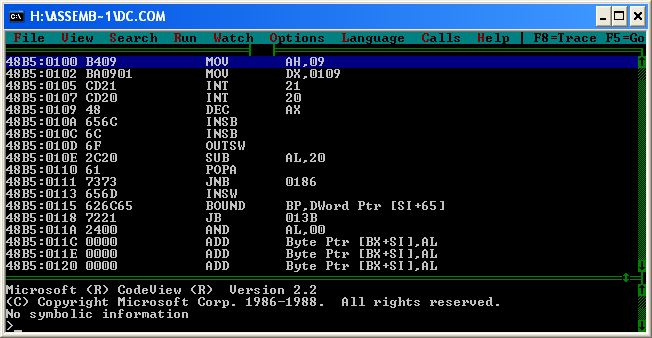 H:\ASSEMB~1\DC.COM
File View Search Run Watch Options Language Calls Help | F8=Trace F5=Go
48B5:0100 B409 MOV AH,09
48B5:0102 BA0901 MOV DX,0109
48B5:0105 CD21 INT 21
48B5:0107 CD20 INT 20
48B5:0109 48 DEC AX
48B5:010A 656C INSB
48B5:010C 6C INSB
48B5:010D 6F OUTSW
48B5:010E 2C20 SUB AL,20
48B5:0110 61 POPA
48B5:0111 7373 JNB 0186
48B5:0113 656D INSW
48B5:0115 626C65 BOUND BP,DWord Ptr [SI+65]
48B5:0118 7221 JB 013B
48B5:011A 2400 AND AL,00
48B5:011C 0000 ADD Byte Ptr [BX+SI],AL
48B5:011E 0000 ADD Byte Ptr [BX+SI],AL
48B5:0120 0000 ADD Byte Ptr [BX+SI],AL
Microsoft (R) CodeView (R) Version 2.2
(C) Copyright Microsoft Corp. 1986-1988. All rights reserved.
No symbolic information
>_